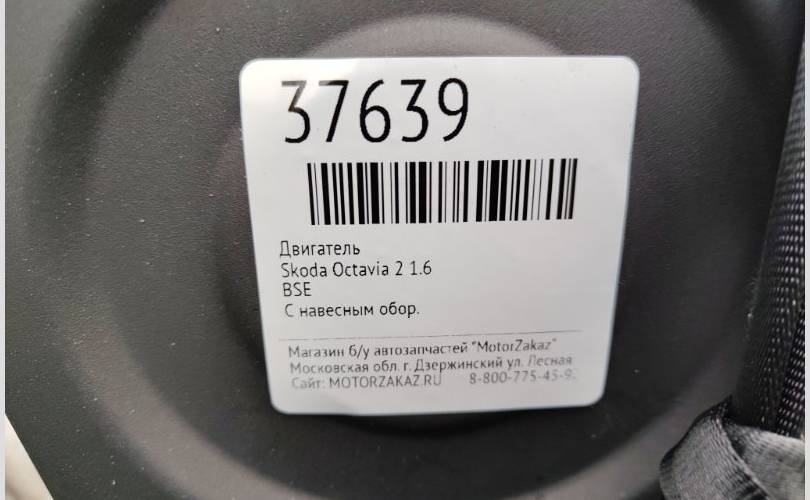 37639
Двигатель
Skoda Octavia 2 1.6
BSE
С навесным обор.
Магазин б/у автозапчастей "MotorZakaz"
Московская обл. г. Дзержинский ул. Лесная
Сайт: MOTORZAKAZ.RU